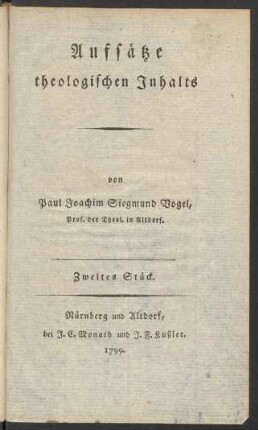 Aufsätze
theologischen Inhalts
von
Paul Joachim Siegmund Vogel,
Prof. der Theol. in Altdorf.
Zweites Stück.
Nürnberg und Altdorf,
bei J. C. Monath und J. F. Kußler.
1799.